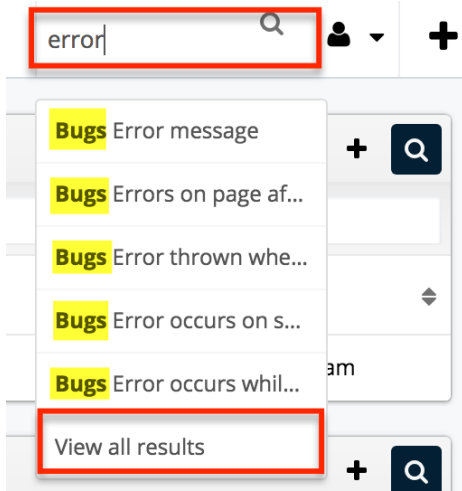 error
Bugs Error message
Bugs Errors on page af...
Bugs Error thrown whe...
Bugs Error occurs on s...
Bugs Error occurs whil...
am
View all results